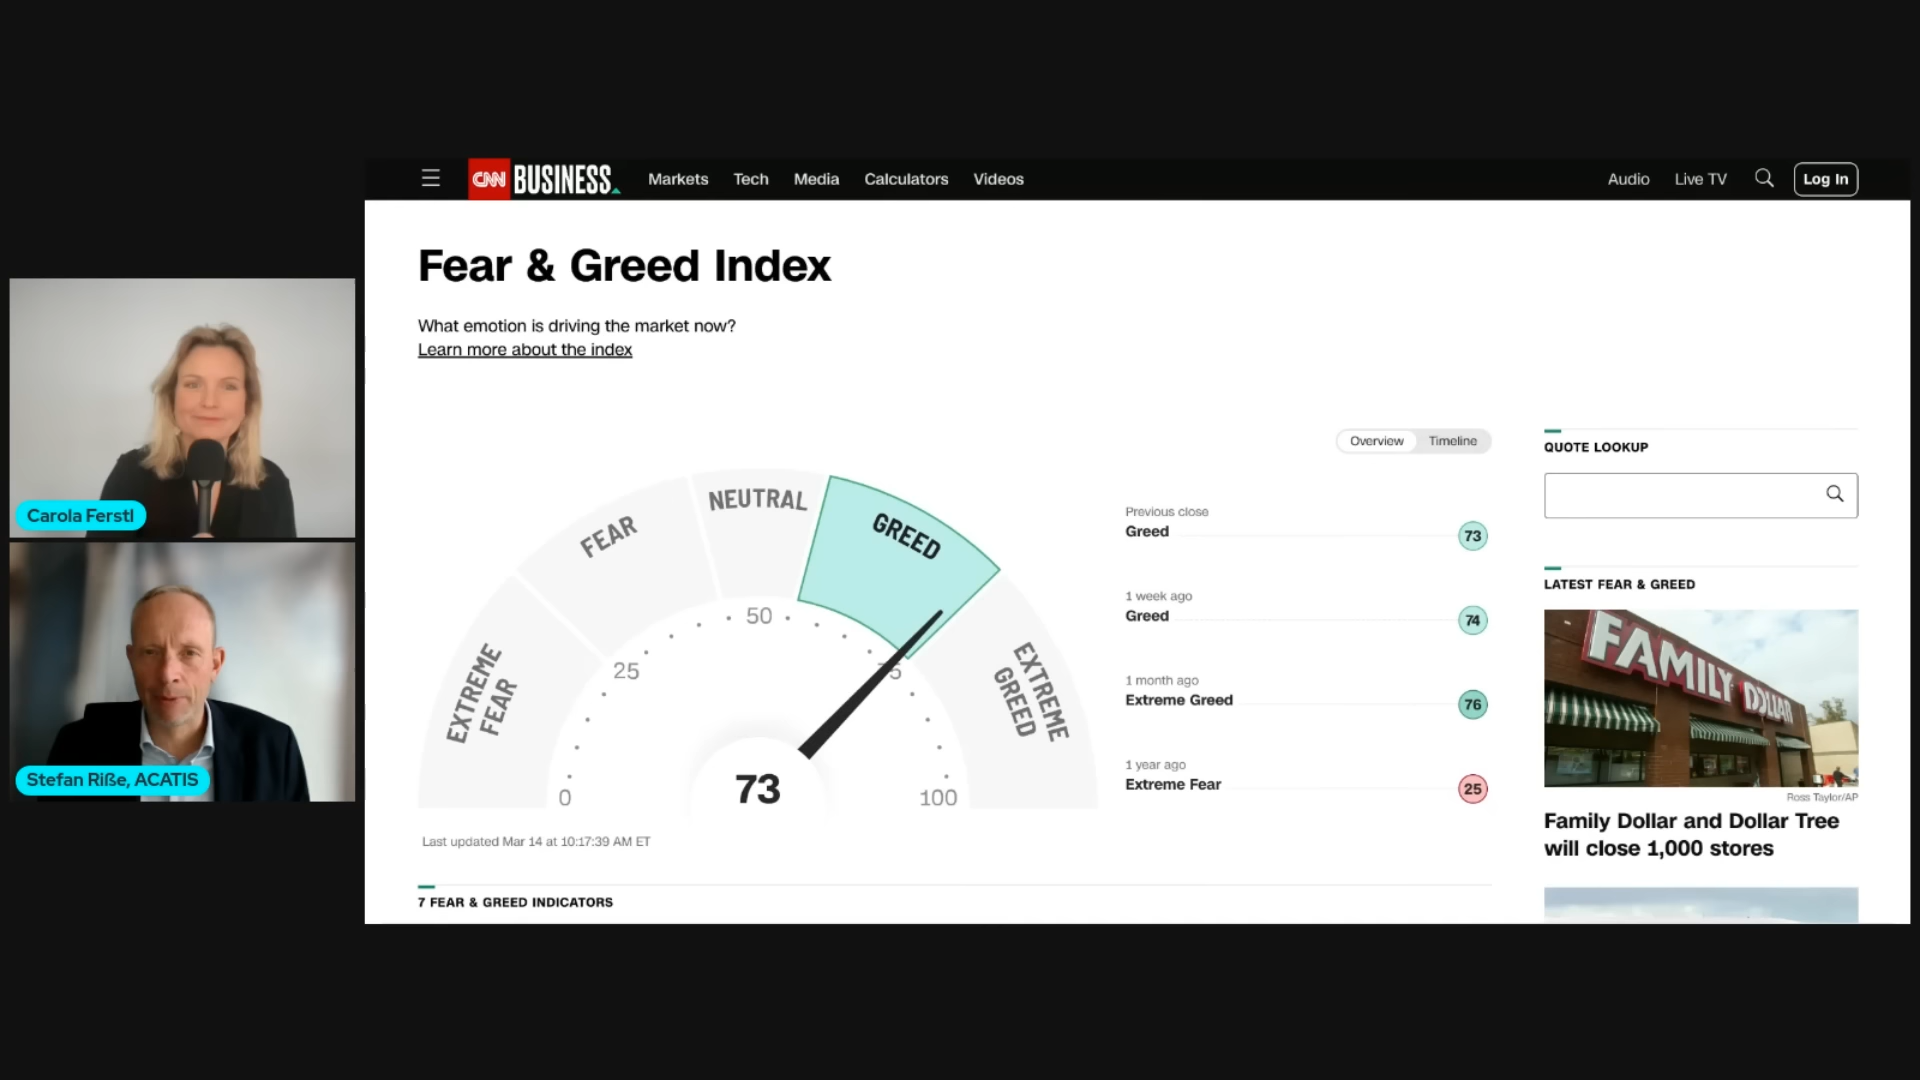 CNN BUSINESS
Markets Tech Media Calculators Videos
Audio Live TV Log In
Fear & Greed Index
What emotion is driving the market now?
Learn more about the index
Overview Timeline
EXTREME FEAR
FEAR
NEUTRAL
GREED
EXTREME GREED
0
25
50
100
73
Last updated Mar 14 at 10:17:39 AM ET
Previous close
Greed 73
1 week ago
Greed 74
1 month ago
Extreme Greed 76
1 year ago
Extreme Fear 25
7 FEAR & GREED INDICATORS
QUOTE LOOKUP
LATEST FEAR & GREED
FAMILY DOLLAR
Ross Taylor/AP
Family Dollar and Dollar Tree
will close 1,000 stores
Carola Ferstl
Stefan Riße, ACATIS